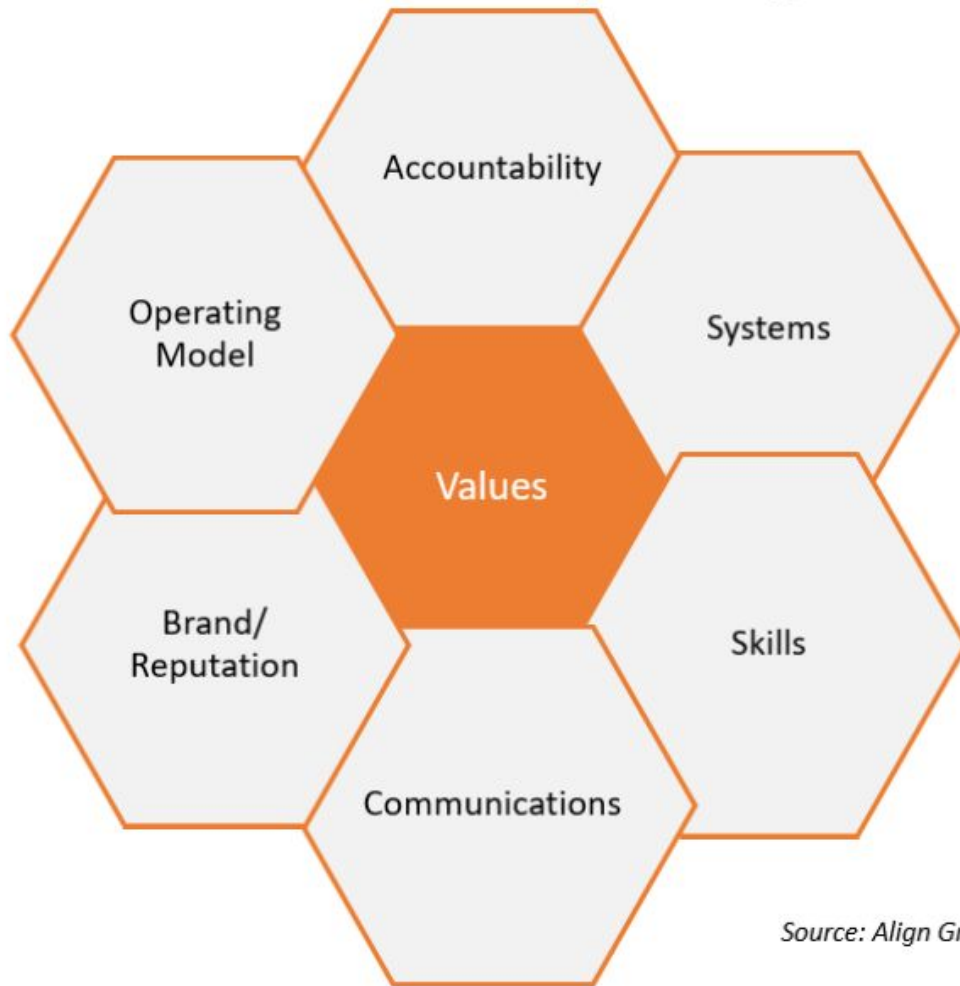 Accountability
Operating
Model
Systems
Values
Brand/
Reputation
Skills
Communications
Source: Align